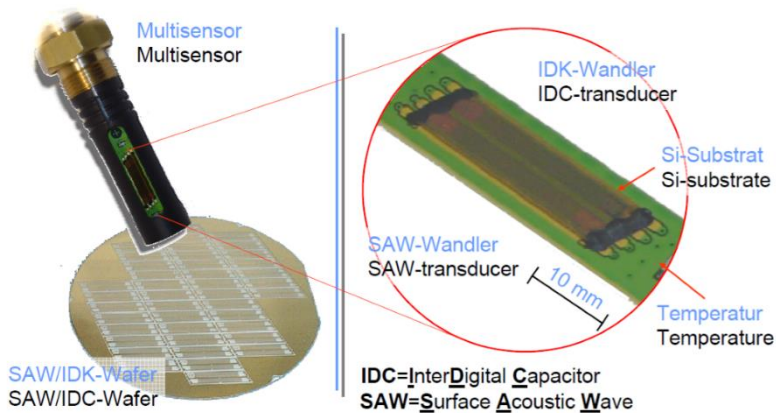 Multisensor
Multisensor
SAW/IDK-Wafer
SAW/IDC-Wafer
IDK-Wandler
IDC-transducer
Si-Substrat
Si-substrate
SAW-Wandler
SAW-transducer
10 mm
Temperatur
Temperature
IDC=InterDigital Capacitor
SAW=Surface Acoustic Wave